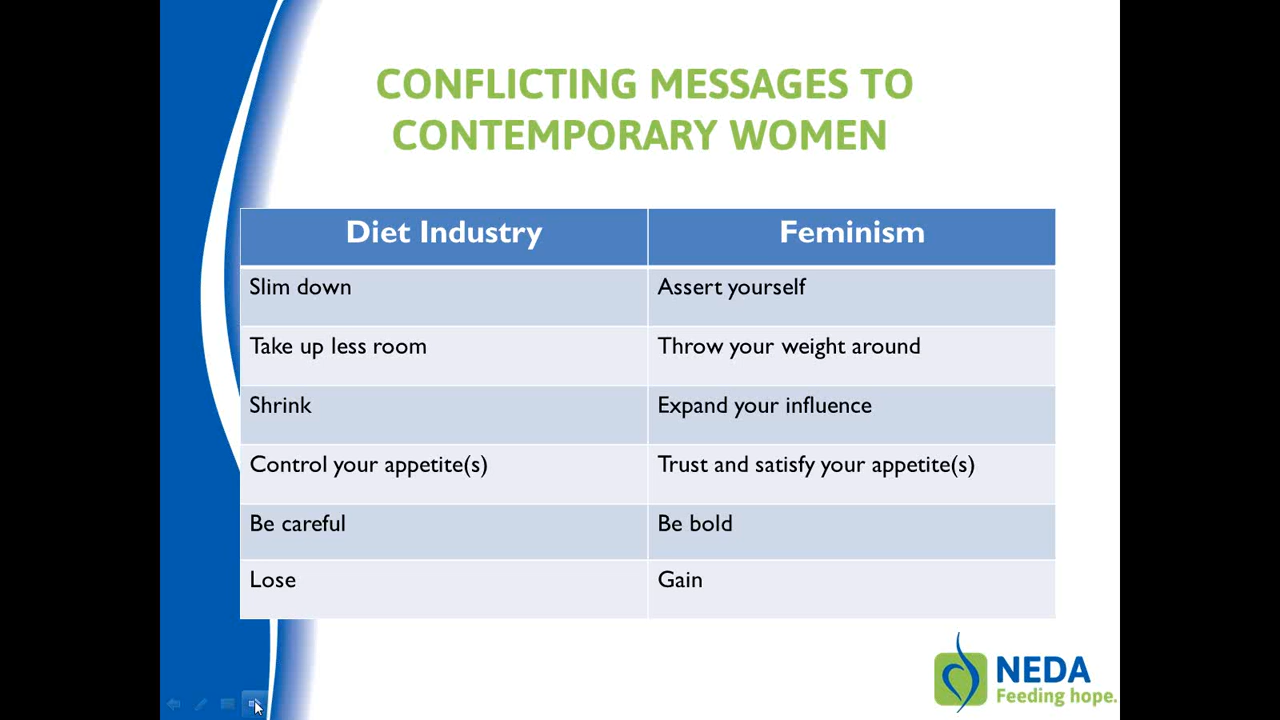 CONFLICTING MESSAGES TO
CONTEMPORARY WOMEN
Diet Industry Feminism
Slim down Assert yourself
Take up less room Throw your weight around
Shrink Expand your influence
Control your appetite(s) Trust and satisfy your appetite(s)
Be careful Be bold
Lose Gain
NEDA
Feeding hope.